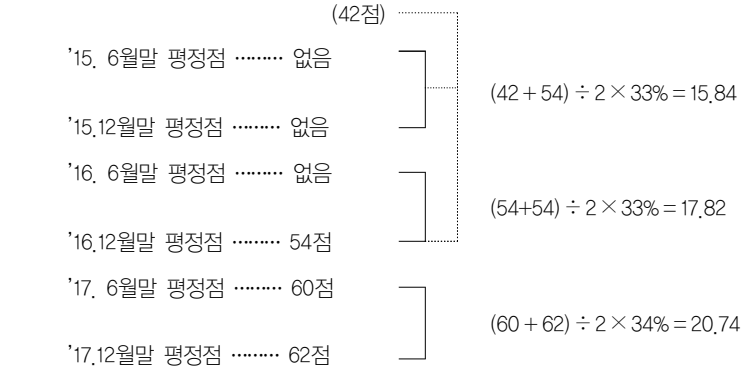 (42점)
’15. 6월말 평정점 ········· 없음
(42 + 54) ÷ 2 × 33% = 15.84
’15.12월말 평정점 ········· 없음
’16. 6월말 평정점 ········· 없음
(54+54) ÷ 2 × 33% = 17.82
’16.12월말 평정점 ········· 54점
’17. 6월말 평정점 ········· 60점
(60 + 62) ÷ 2 × 34% = 20.74
’17.12월말 평정점 ········· 62점